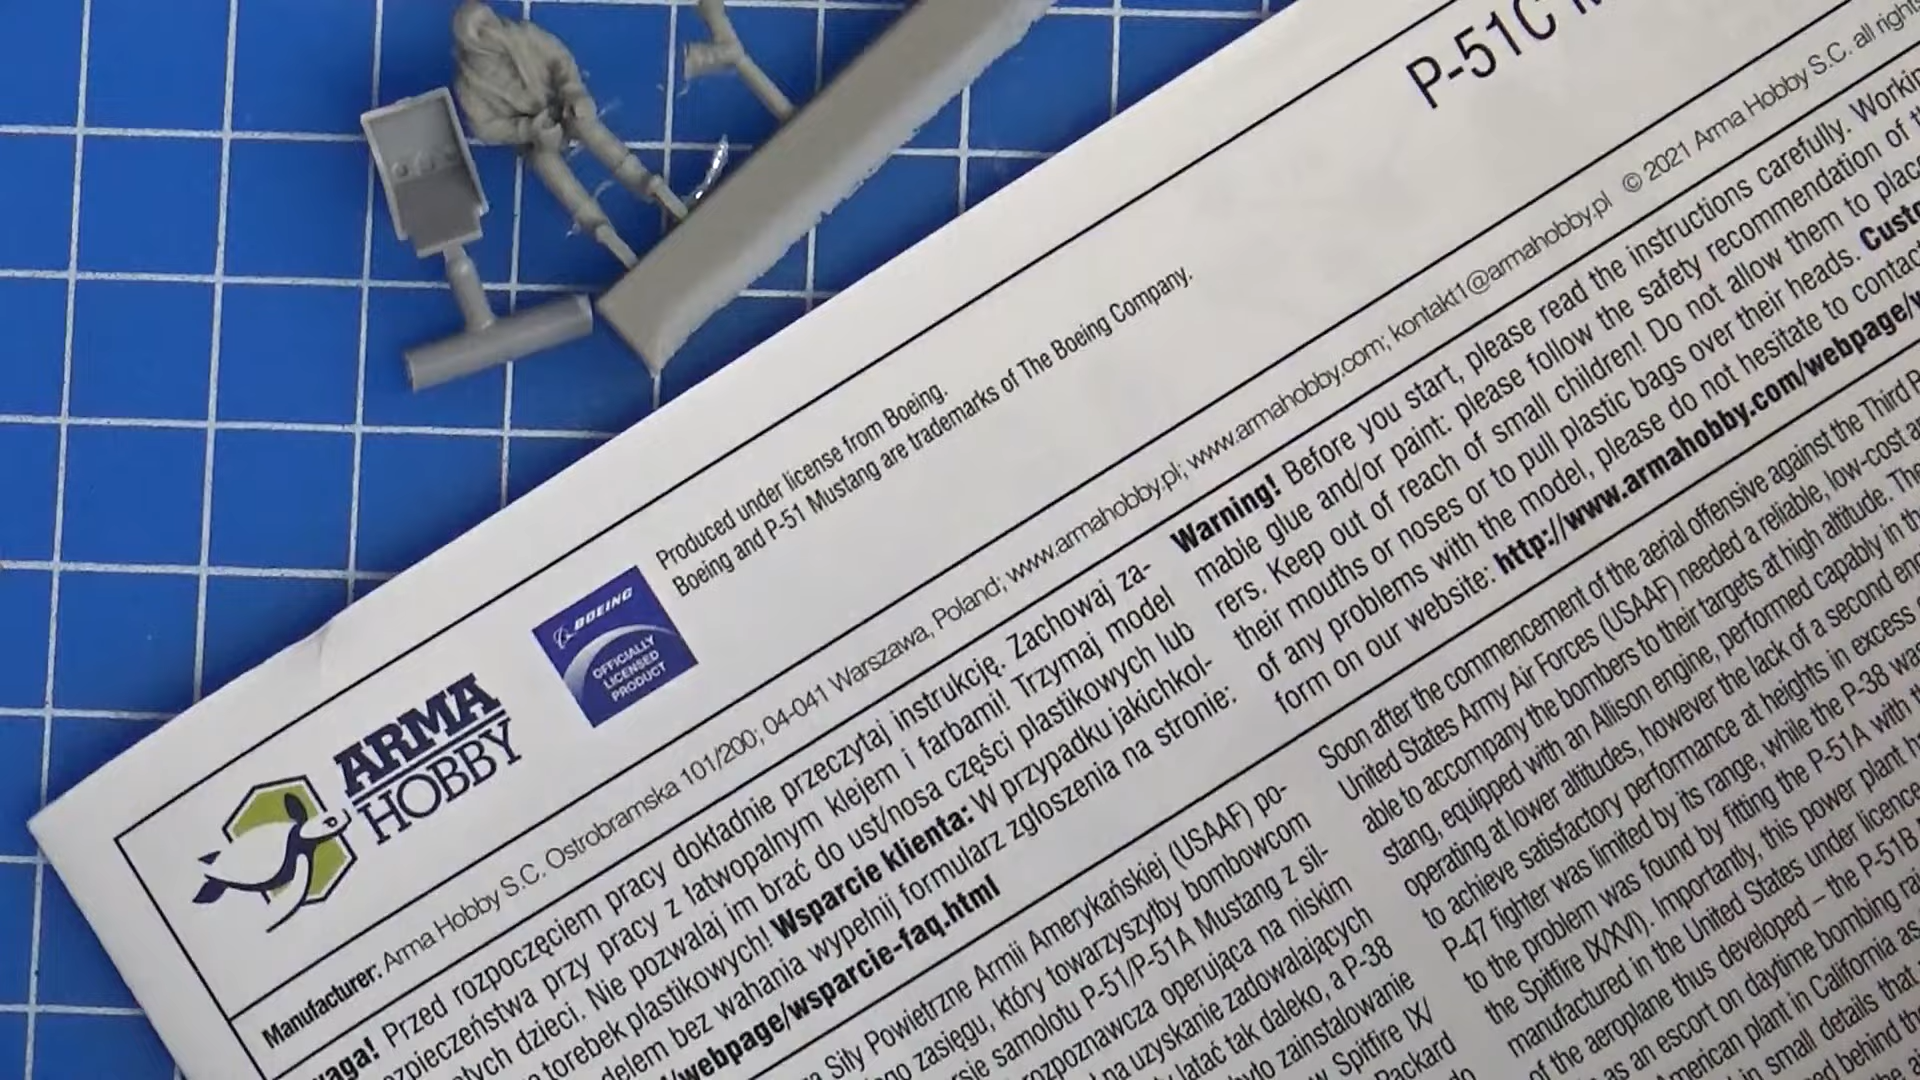 P-51C
Produced under license from Boeing.
Boeing and P-51 Mustang are trademarks of The Boeing Company.
BOEING
OFFICIALLY
LICENSED
PRODUCT
ARMA
HOBBY
Manufacturer: Arma Hobby S.C. Ostrobramska 101/200; 04-041 Warszawa, Poland; www.armahobby.pl; www.armahobby.com; kontakt1@armahobby.pl © 2021 Arma Hobby S.C. all
Przed rozpoczęciem pracy dokładnie przeczytaj instrukcję. Zachowaj za-
przy pracy z łatwopalnym klejem i farbami! Trzymaj model
dzieci. Nie pozwalaj im brać do ust/nosa części plastikowych lub
torebek plastikowych! Wsparcie klienta: W przypadku jakichkol-
bez wahania wypełnij formularz zgłoszenia na stronie:
/webpage/wsparcie-faq.html
Warning! Before you start, please read the instructions carefully.
mable glue and/or paint: please follow the safety recommendation of
rers. Keep out of reach of small children! Do not allow them to
their mouths or noses or to pull plastic bags over their heads.
of any problems with the model, please do not hesitate to
form on our website: http://www.armahobby.com/webpage/
Siły Powietrzne Armii Amerykańskiej (USAAF) po-
zasięgu, który towarzyszyłby bombowcom
samolotu P-51/P-51A Mustang z sil-
rozpoznawcza operująca na niskim
na uzyskanie zadowalających
latać tak daleko, a P-38
zainstalowanie
Spitfire IX/
Packard
Soon after the commencement of the aerial offensive against the Third
United States Army Air Forces (USAAF) needed a reliable, low-cost
able to accompany the bombers to their targets at high altitude.
stang, equipped with an Allison engine, performed capably in the
operating at lower altitudes, however the lack of a second
to achieve satisfactory performance at heights in excess
P-47 fighter was limited by its range, while the P-38 was
to the problem was found by fitting the P-51A with
the Spitfire IX/XVI). Importantly, this power plant
manufactured in the United States under licence
of the aeroplane thus developed – the P-51B
as an escort on daytime bombing
American plant in California as
in small details that
behind the